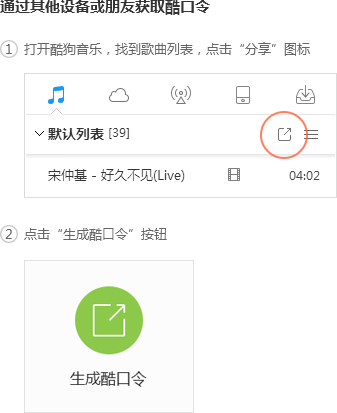 通过其他设备或朋友获取酷口令
① 打开酷狗音乐，找到歌曲列表，点击“分享”图标
默认列表 [39]
宋仲基 - 好久不见(Live) 04:02
② 点击“生成酷口令”按钮
生成酷口令